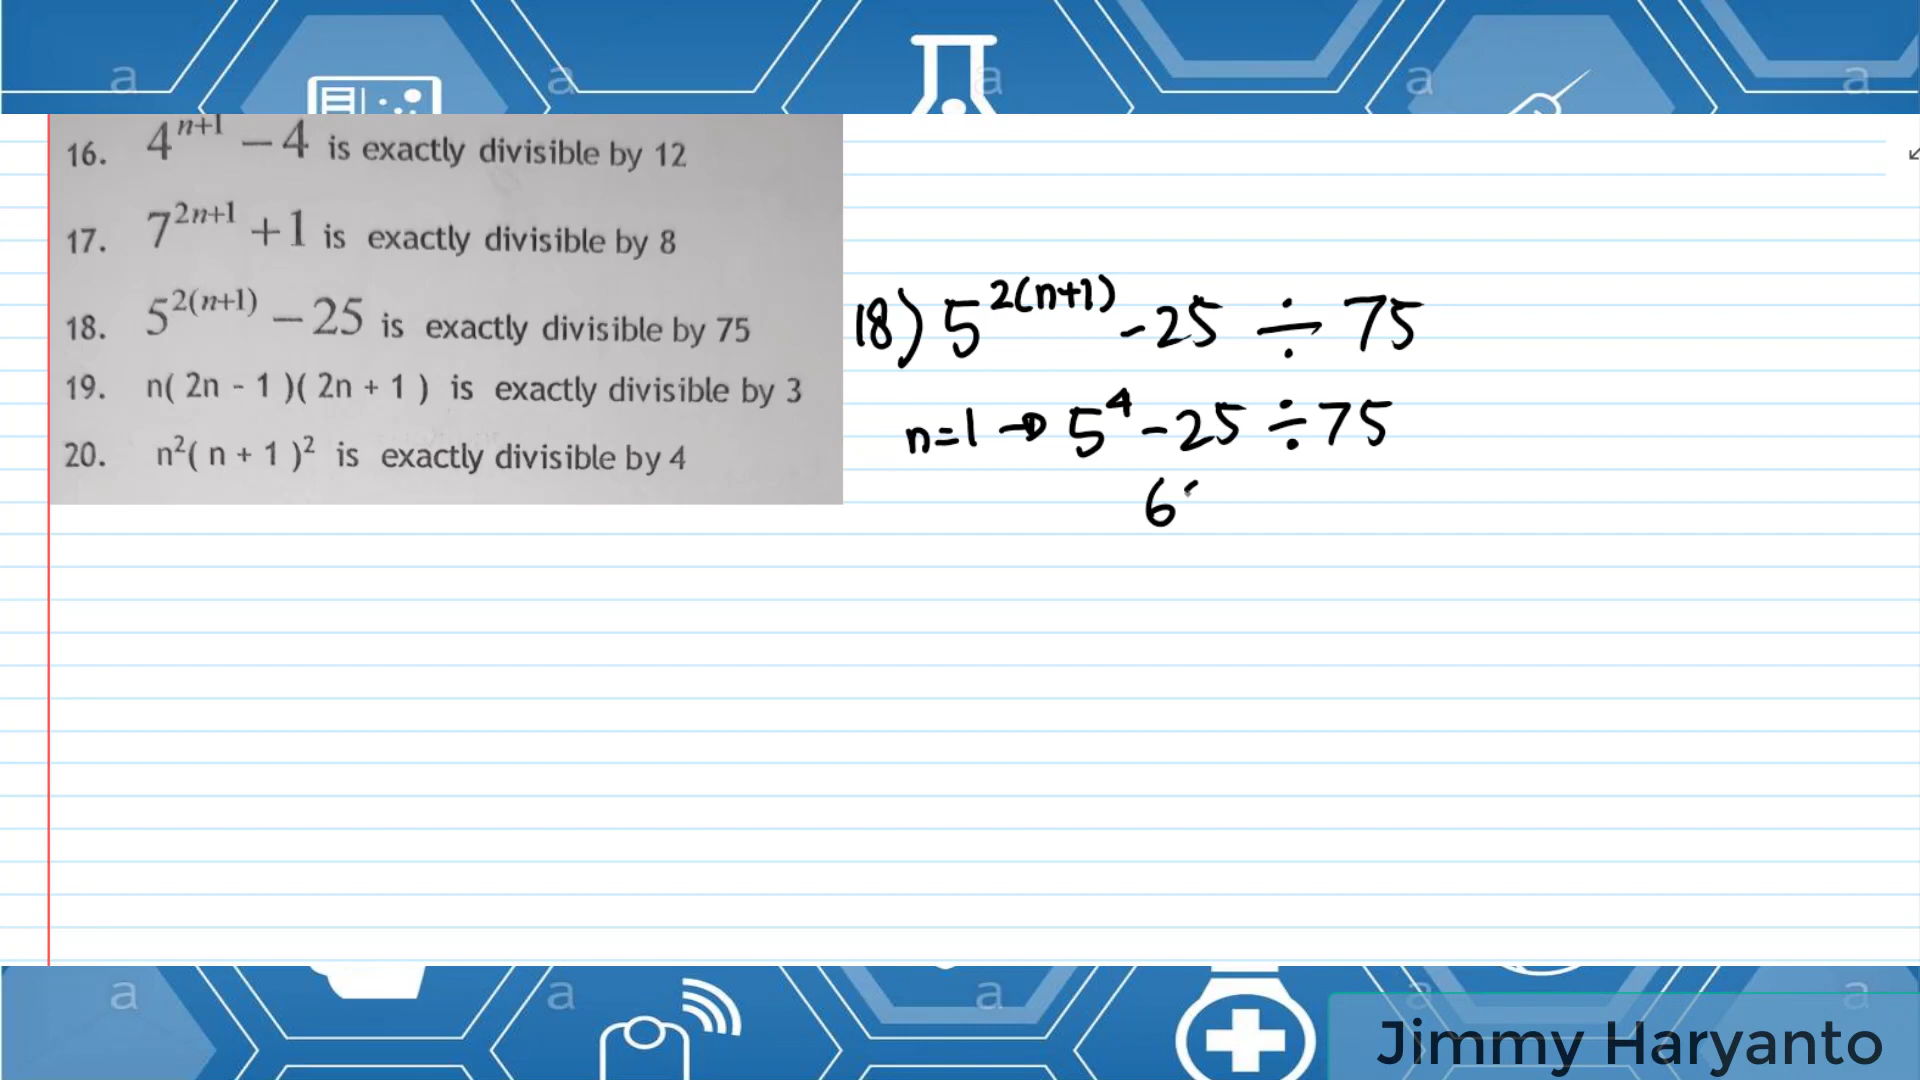 16. 4^{n+1} – 4 is exactly divisible by 12
17. 7^{2n+1} + 1 is exactly divisible by 8
18. 5^{2(n+1)} – 25 is exactly divisible by 75
19. n( 2n - 1 )( 2n + 1 ) is exactly divisible by 3
20. n²( n + 1 )² is exactly divisible by 4
18) 5^{2(n+1)} - 25 ÷ 75
n=1 → 5^4 - 25 ÷ 75
6
Jimmy Haryanto
a a a a a
a a a a a